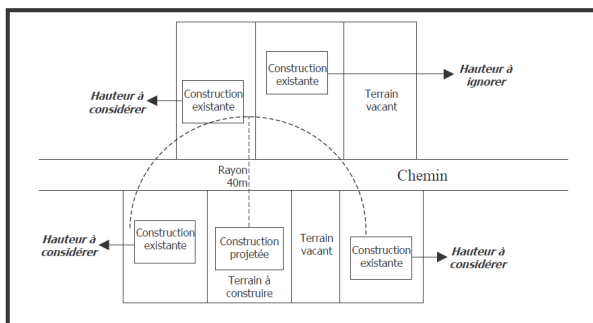 Construction
existante
Hauteur à
ignorer
Hauteur à
considérer
Construction
existante
Terrain
vacant
Rayon
40m
Chemin
Hauteur à
considérer
Construction
existante
Construction
projetée
Terrain à
construire
Terrain
vacant
Construction
existante
Hauteur à
considérer